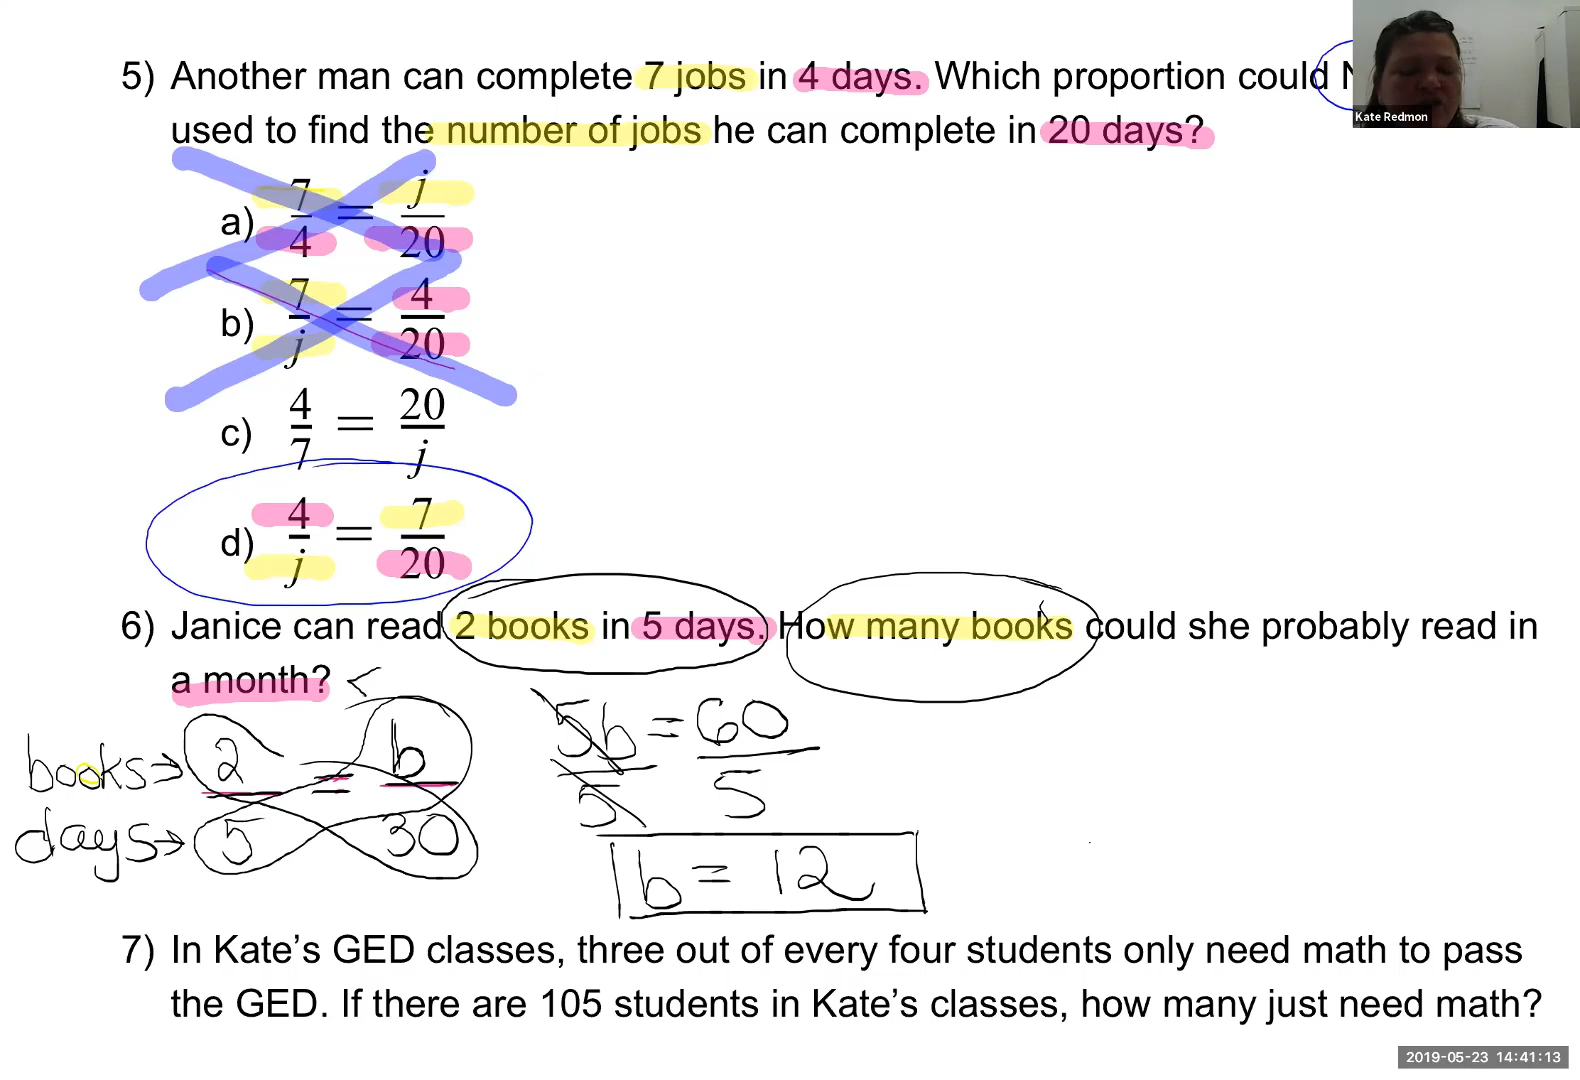 5) Another man can complete 7 jobs in 4 days. Which proportion could N
used to find the number of jobs he can complete in 20 days?
a) 7/4 = j/20
b) 7/j = 4/20
c) 4/7 = 20/j
d) 4/j = 7/20
6) Janice can read 2 books in 5 days. How many books could she probably read in
a month?
books→ 2 = b
days→ 5 30
5b = 60
5 5
b = 12
7) In Kate’s GED classes, three out of every four students only need math to pass
the GED. If there are 105 students in Kate’s classes, how many just need math?
Kate Redmon
2019-05-23 14:41:13